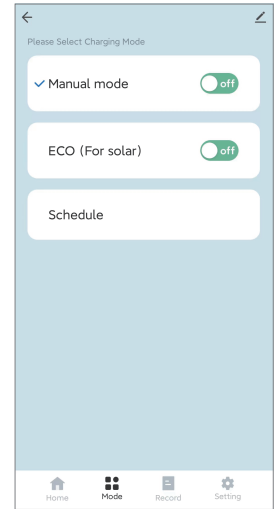 Please Select Charging Mode
Manual mode off
ECO (For solar) off
Schedule
Home Mode Record Setting